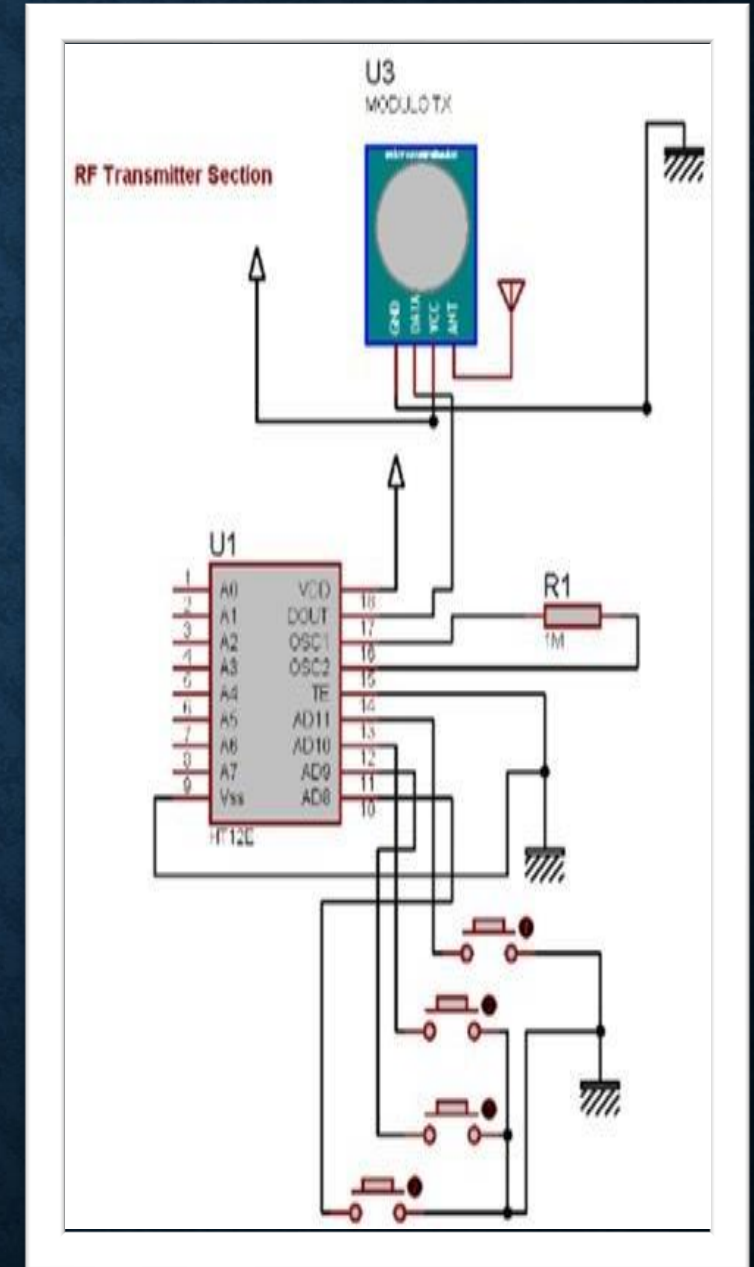 U3
MODULO TX
RF Transmitter Section
GND
DATA
VCC
ANT
U1
1 A0 VCD 18
2 A1 DOUT 17
3 A2 OSC1 16
4 A3 OSC2 15
5 A4 TE 14
6 A5 AD11 13
7 A6 AD10 12
8 A7 AD9 11
9 Vss AD8 10
HT12E
R1
1M